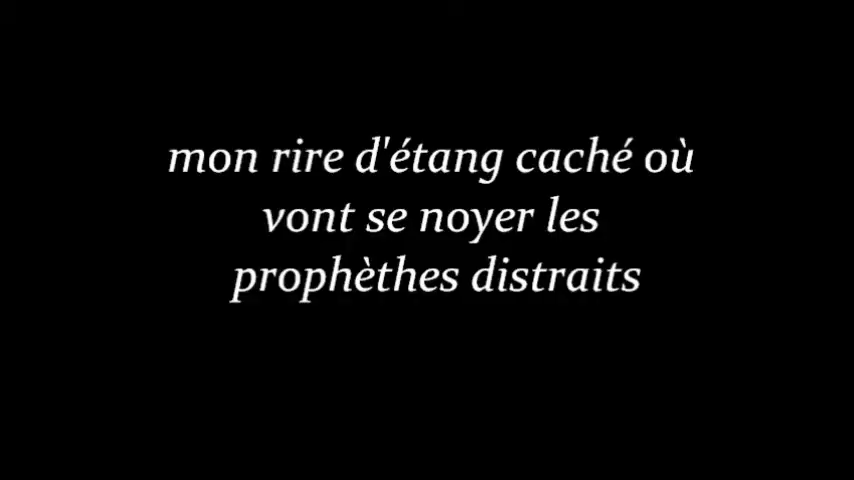 mon rire d'étang caché où
vont se noyer les
prophèthes distraits